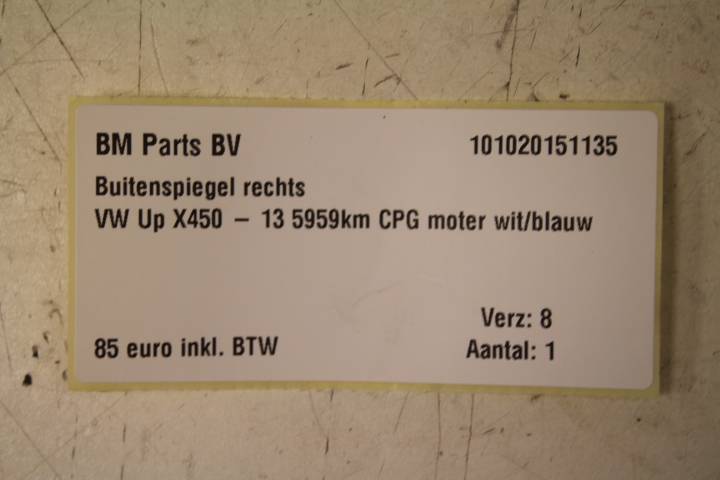 BM Parts BV 101020151135
Buitenspiegel rechts
VW Up X450 – 13 5959km CPG moter wit/blauw
Verz: 8
85 euro inkl. BTW Aantal: 1